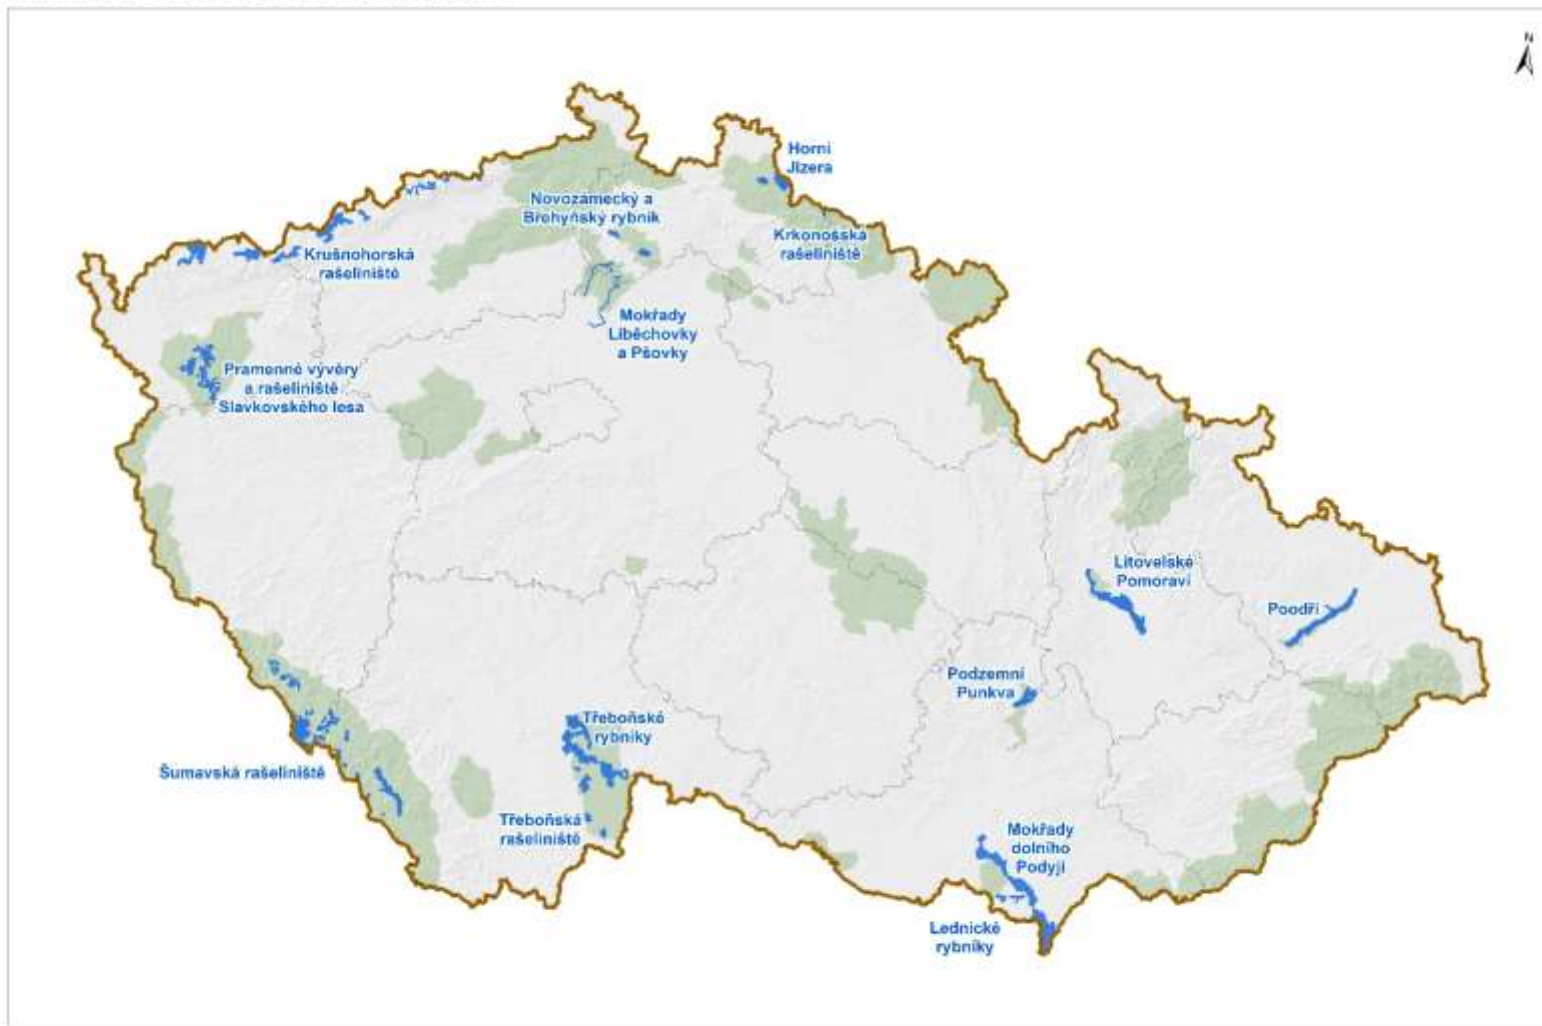 N
Horní
Jizera
Novozámecký a
Břehyňský rybník
Krkonošská
rašeliniště
Krušnohorská
rašeliniště
Mokřady
Liběchovky
a Pšovky
Pramenné vývěry
a rašeliniště
Slavkovského lesa
Litovelské
Pomoraví
Poodří
Podzemní
Punkva
Třeboňské
rybníky
Šumavská rašeliniště
Třeboňská
rašeliniště
Mokřady
dolního
Podyjí
Lednické
rybníky